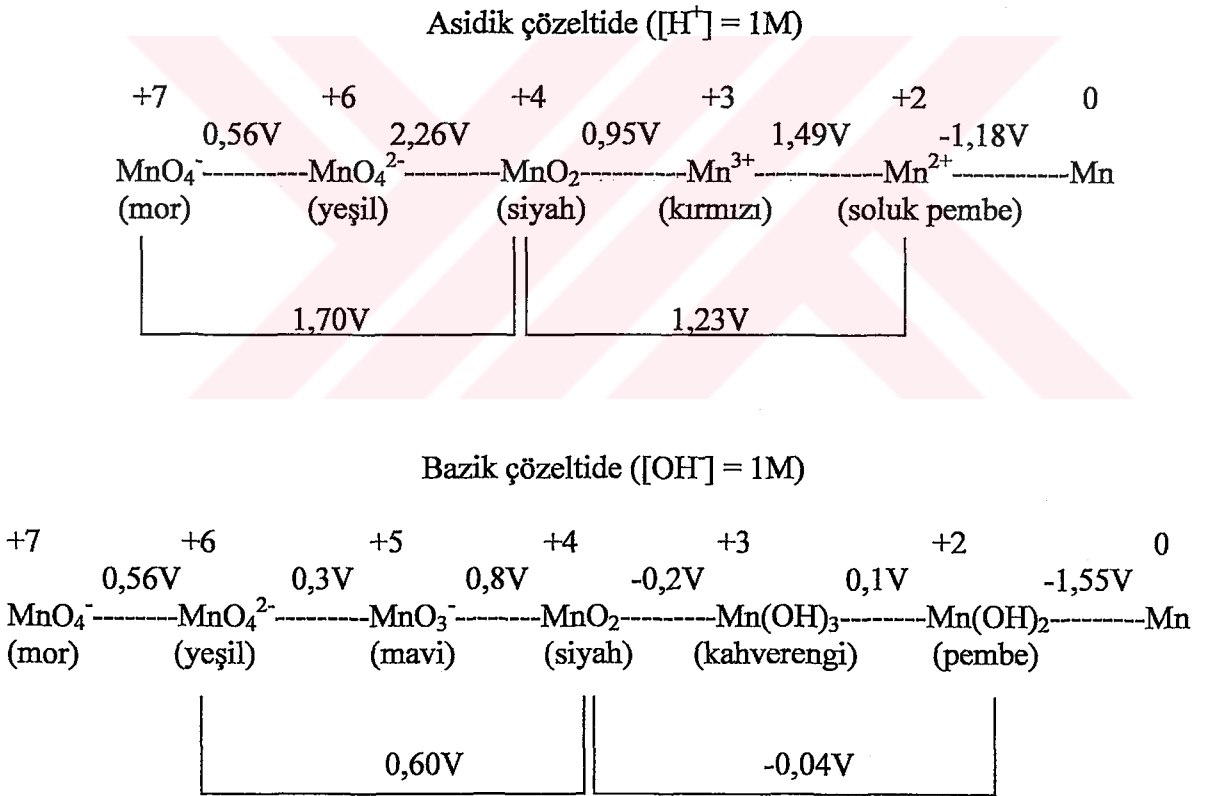 Asidik çözeltide ([H⁺] = 1M)
+7 +6 +4 +3 +2 0
0,56V 2,26V 0,95V 1,49V -1,18V
MnO₄⁻----------MnO₄²⁻---------MnO₂----------Mn³⁺-----------Mn²⁺-----------Mn
(mor) (yeşil) (siyah) (kırmızı) (soluk pembe)
1,70V 1,23V
Bazik çözeltide ([OH⁻] = 1M)
+7 +6 +5 +4 +3 +2 0
0,56V 0,3V 0,8V -0,2V 0,1V -1,55V
MnO₄⁻--------MnO₄²⁻---------MnO₃⁻--------MnO₂---------Mn(OH)₃--------Mn(OH)₂---------Mn
(mor) (yeşil) (mavi) (siyah) (kahverengi) (pembe)
0,60V -0,04V